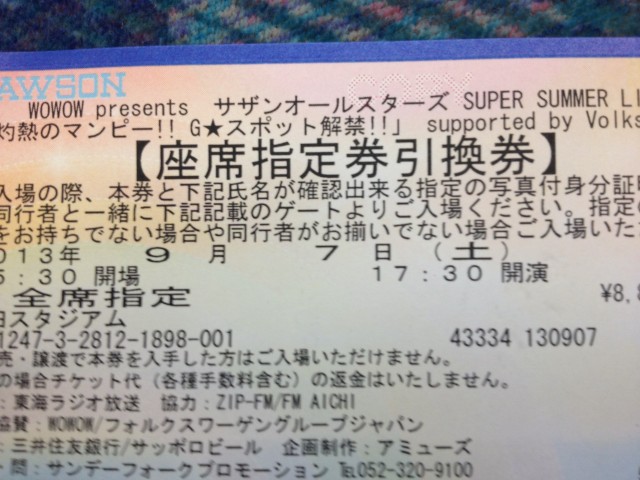 AWSON
WOWOW presents サザンオールスターズ SUPER SUMMER LI
灼熱のマンピー!! G★スポット解禁!!」 supported by Volks
【座席指定券引換券】
入場の際、本券と下記氏名が確認出来る指定の写真付身分証
同行者と一緒に下記記載のゲートよりご入場ください。指定の
をお持ちでない場合や同行者がお揃いでない場合ご入場いた
013年 9 月 7 日 (土)
5:30 開場 17:30 開演
全席指定 ¥8,8
スタジアム
1247-3-2812-1898-001 43334 130907
売・譲渡で本券を入手した方はご入場いただけません。
の場合チケット代(各種手数料含む)の返金はいたしません。
:東海ラジオ放送 協力:ZIP-FM/FM AICHI
協賛:WOWOW/フォルクスワーゲングループジャパン
:三井住友銀行/サッポロビール 企画制作:アミューズ
・問:サンデーフォークプロモーション ℡052-320-9100